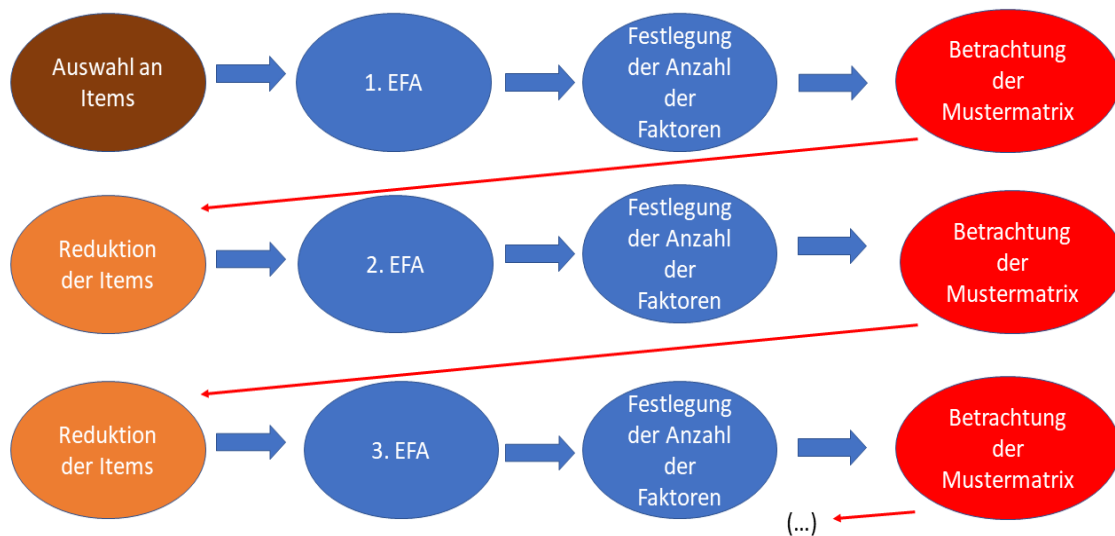 Auswahl an
Items
1. EFA
Festlegung
der Anzahl
der
Faktoren
Betrachtung
der
Mustermatrix
Reduktion
der Items
2. EFA
Festlegung
der Anzahl
der
Faktoren
Betrachtung
der
Mustermatrix
Reduktion
der Items
3. EFA
Festlegung
der Anzahl
der
Faktoren
Betrachtung
der
Mustermatrix
(...)